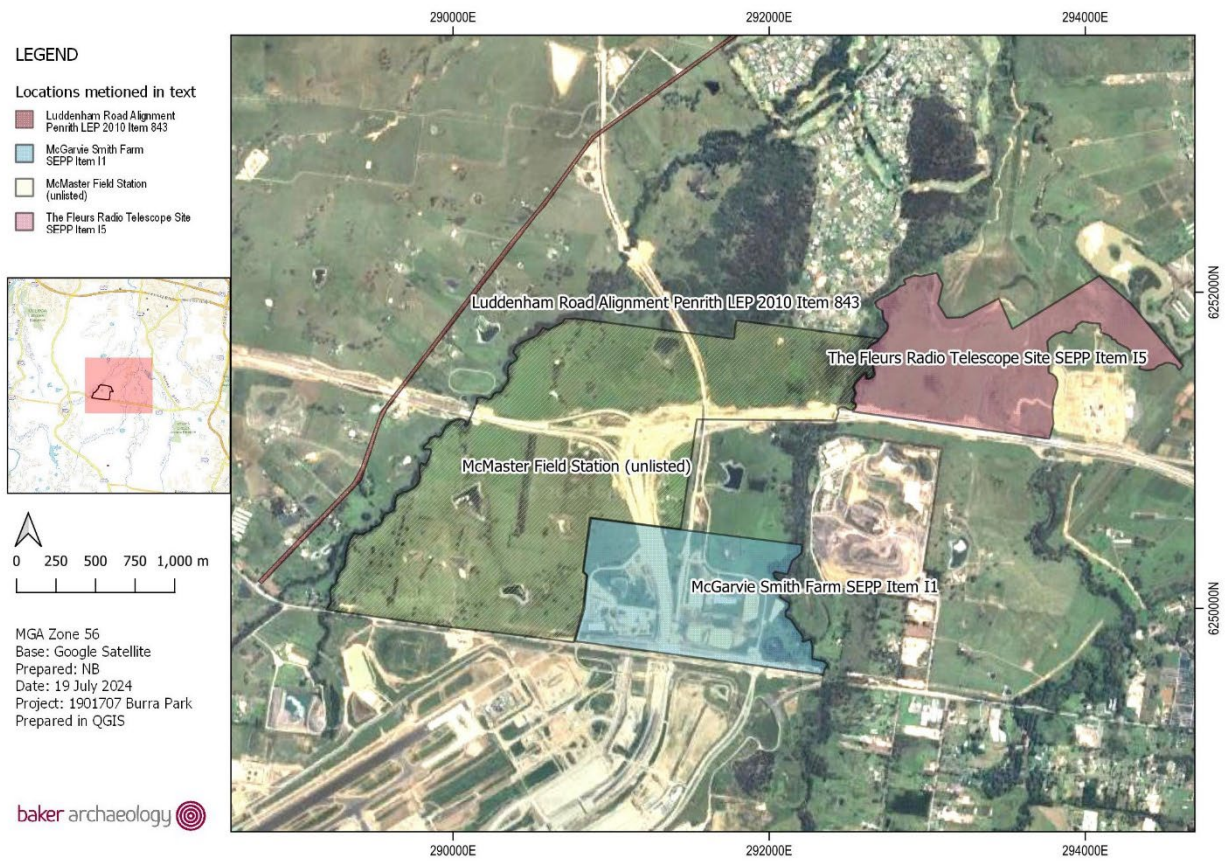 290000E
292000E
294000E
LEGEND
Locations metioned in text
Luddenham Road Alignment
Penrith LEP 2010 Item 843
McGarvie Smith Farm
SEPP Item I1
McMaster Field Station
(unlisted)
The Fleurs Radio Telescope Site
SEPP Item I5
0 250 500 750 1,000 m
MGA Zone 56
Base: Google Satellite
Prepared: NB
Date: 19 July 2024
Project: 1901707 Burra Park
Prepared in QGIS
baker archaeology
Luddenham Road Alignment Penrith LEP 2010 Item 843
The Fleurs Radio Telescope Site SEPP Item I5
McMaster Field Station (unlisted)
McGarvie Smith Farm SEPP Item I1
6252000N
6250000N
290000E
292000E
294000E